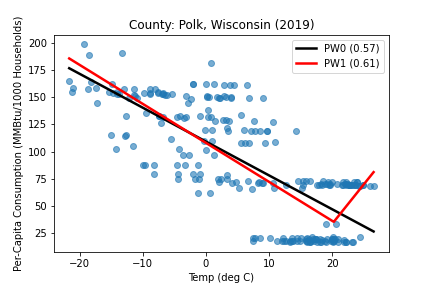 County: Polk, Wisconsin (2019)
Per-Capita Consumption (MMBtu/1000 Households)
200
175
150
125
100
75
50
25
PW0 (0.57)
PW1 (0.61)
−20 −10 0 10 20
Temp (deg C)